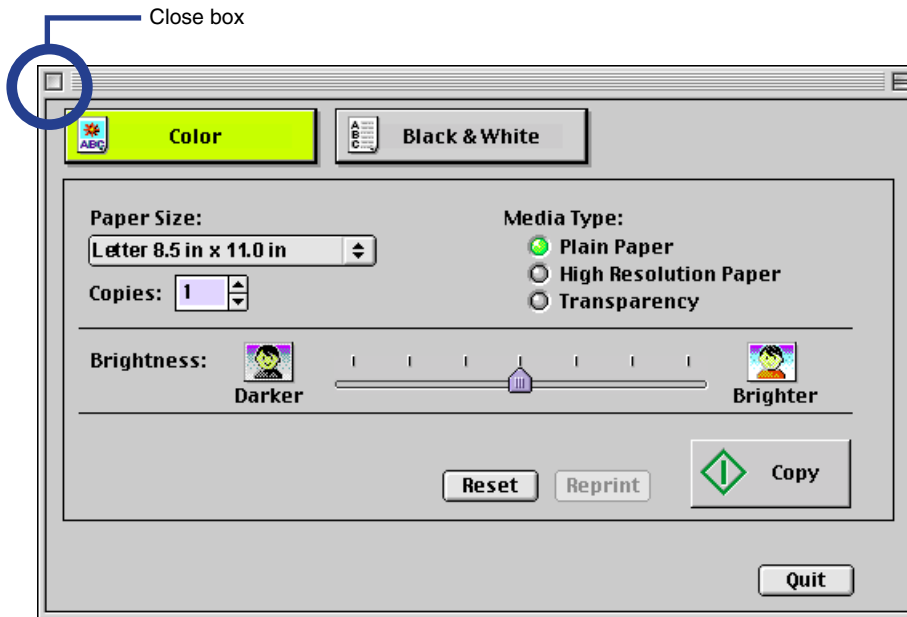 Close box
ABC Color
A B C Black & White
Paper Size:
Letter 8.5 in x 11.0 in
Copies: 1
Media Type:
Plain Paper
High Resolution Paper
Transparency
Brightness:
Darker
Brighter
Reset
Reprint
Copy
Quit